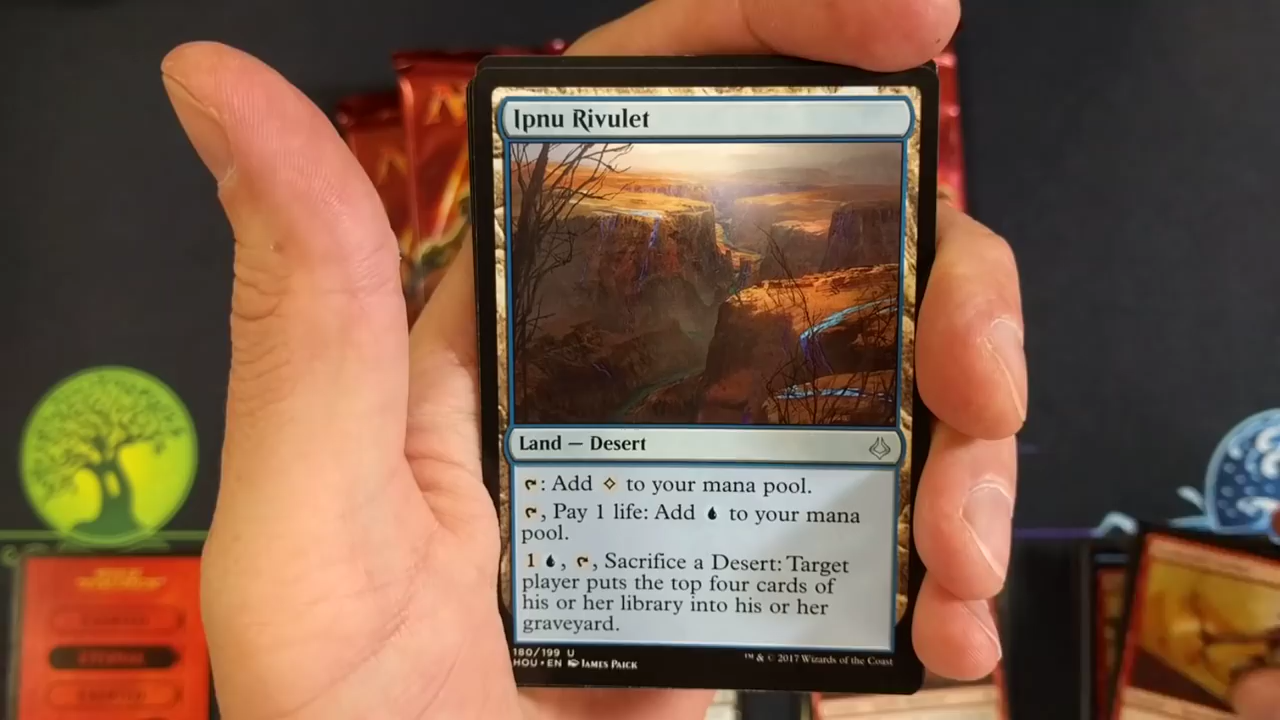 Ipnu Rivulet
Land — Desert
: Add to your mana pool.
, Pay 1 life: Add to your mana
pool.
1 , , Sacrifice a Desert: Target
player puts the top four cards of
his or her library into his or her
graveyard.
180/199 U
HOU • EN James Paick
™ & © 2017 Wizards of the Coast
ETERNAL